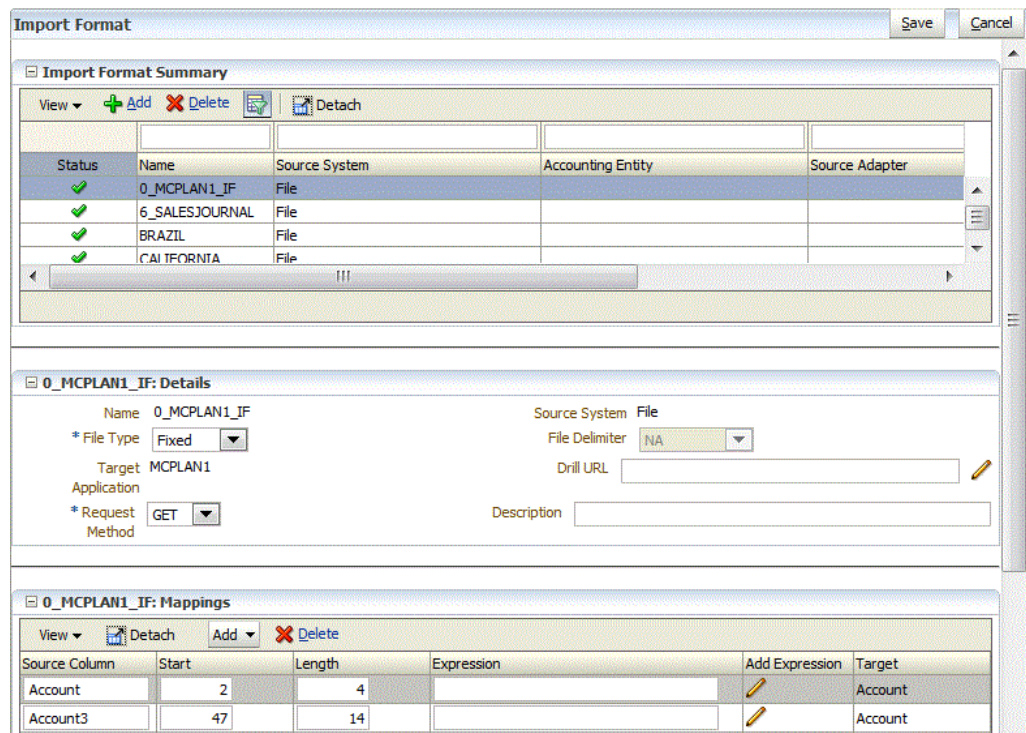 Import Format Save Cancel
Import Format Summary
View Add Delete Detach
Status Name Source System Accounting Entity Source Adapter
0_MCPLAN1_IF File
6_SALESJOURNAL File
BRAZIL File
CALIFORNIA File
0_MCPLAN1_IF: Details
Name 0_MCPLAN1_IF Source System File
* File Type Fixed File Delimiter NA
Target MCPLAN1 Drill URL
Application
* Request GET Description
Method
0_MCPLAN1_IF: Mappings
View Detach Add Delete
Source Column Start Length Expression Add Expression Target
Account 2 4 Account
Account3 47 14 Account